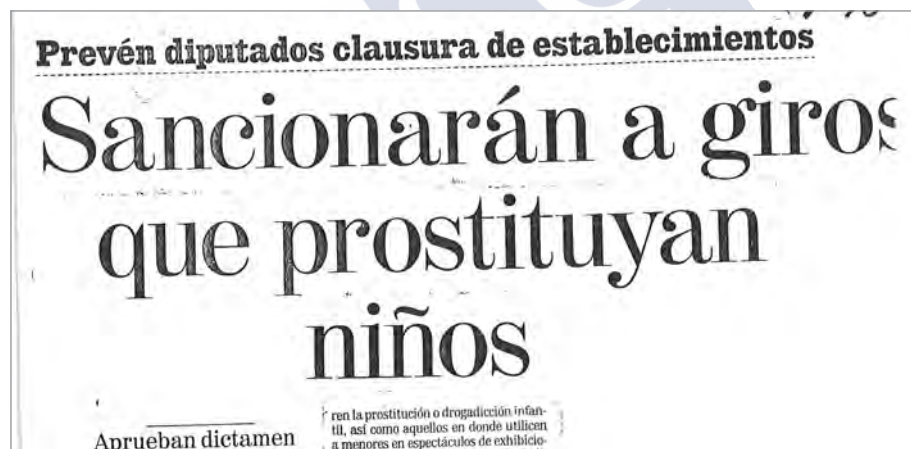 Prevén diputados clausura de establecimientos
Sancionarán a giros
que prostituyan
niños
Aprueban dictamen
ren la prostitución o drogadicción infan-
til, así como aquellos en donde utilicen
a menores en espectáculos de exhibicio-